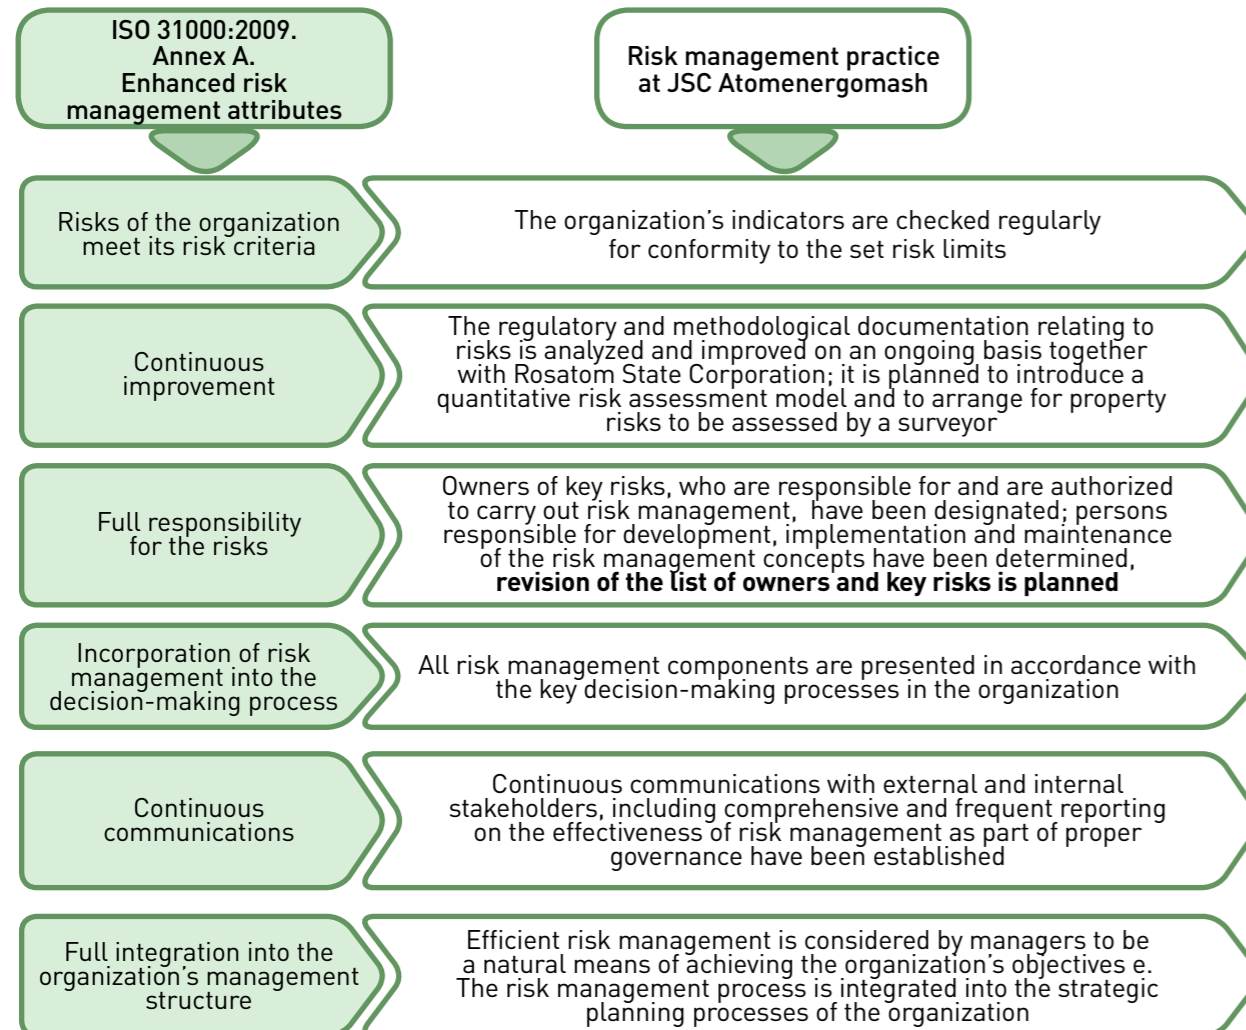 ISO 31000:2009.
Annex A.
Enhanced risk
management attributes
Risk management practice
at JSC Atomenergomash
Risks of the organization
meet its risk criteria
The organization's indicators are checked regularly
for conformity to the set risk limits
Continuous
improvement
The regulatory and methodological documentation relating to
risks is analyzed and improved on an ongoing basis together
with Rosatom State Corporation; it is planned to introduce a
quantitative risk assessment model and to arrange for property
risks to be assessed by a surveyor
Full responsibility
for the risks
Owners of key risks, who are responsible for and are authorized
to carry out risk management, have been designated; persons
responsible for development, implementation and maintenance
of the risk management concepts have been determined,
revision of the list of owners and key risks is planned
Incorporation of risk
management into the
decision-making process
All risk management components are presented in accordance with
the key decision-making processes in the organization
Continuous
communications
Continuous communications with external and internal
stakeholders, including comprehensive and frequent reporting
on the effectiveness of risk management as part of proper
governance have been established
Full integration into the
organization's management
structure
Efficient risk management is considered by managers to be
a natural means of achieving the organization's objectives e.
The risk management process is integrated into the strategic
planning processes of the organization